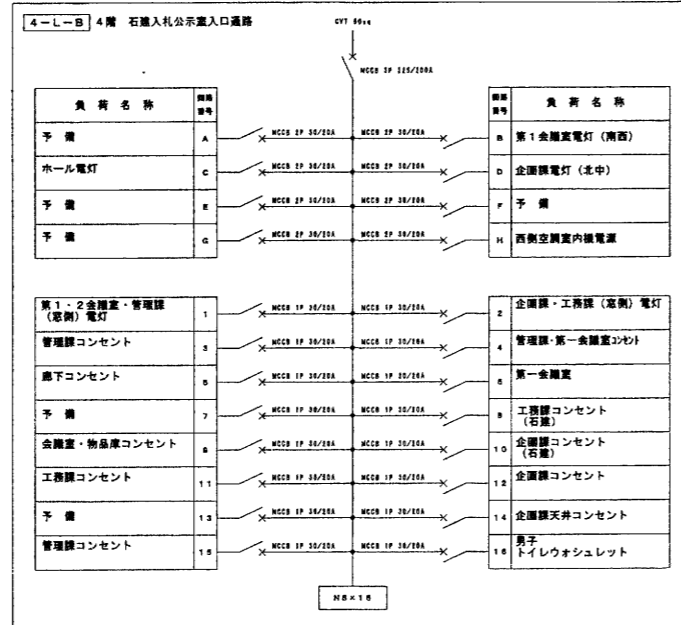 4-L-B 4階 石建入札公示室入口通路
CVT 60sq
MCCB 3P 225/200A
負荷名称 回路番号
予備 A MCCB 2P 30/20A
ホール電灯 C MCCB 2P 30/20A
予備 E MCCB 2P 30/20A
予備 G MCCB 2P 30/20A
回路番号 負荷名称
MCCB 2P 30/20A B 第1会議室電灯(南西)
MCCB 2P 30/20A D 企画課電灯(北中)
MCCB 2P 30/20A F 予備
MCCB 2P 30/20A H 西側空調室内機電源
第1・2会議室・管理課
(窓側)電灯 1 MCCB 1P 30/20A
管理課コンセント 3 MCCB 1P 30/20A
廊下コンセント 5 MCCB 1P 30/20A
予備 7 MCCB 1P 30/20A
会議室・物品庫コンセント 9 MCCB 1P 30/20A
工務課コンセント 11 MCCB 1P 30/20A
予備 13 MCCB 1P 30/20A
管理課コンセント 15 MCCB 1P 30/20A
MCCB 1P 30/20A 2 企画課・工務課(窓側)電灯
MCCB 1P 30/20A 4 管理課・第一会議室コンセント
MCCB 1P 30/20A 6 第一会議室
MCCB 1P 30/20A 8 工務課コンセント
(石建)
MCCB 1P 30/20A 10 企画課コンセント
(石建)
MCCB 1P 30/20A 12 企画課コンセント
MCCB 1P 30/20A 14 企画課天井コンセント
MCCB 1P 30/20A 16 男子
トイレウォシュレット
N8×16